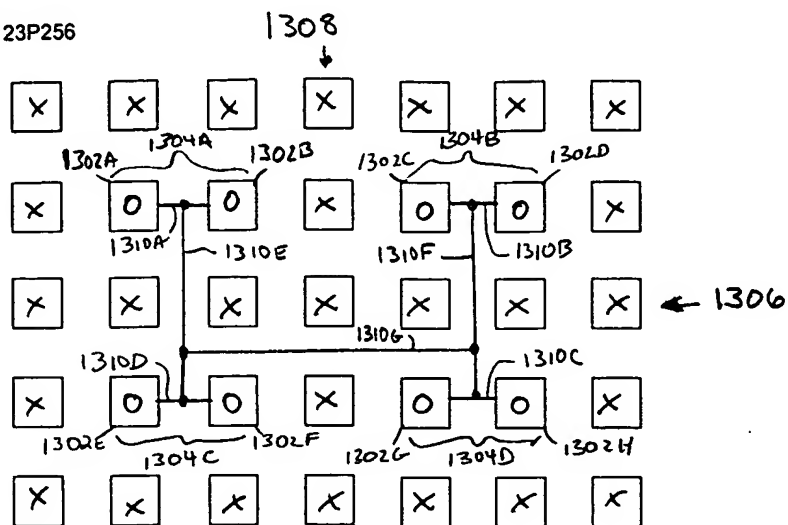 23P256
1308
X X X X X X X
1304A 1304B
1302A 1302B 1302C 1302D
X O O X O O X
1310A 1310E 1310F 1310B
X X X X X X X
1306
1310G
1310D 1310C
X O O X O O X
1302E 1302F 1302G 1302H
1304C 1304D
X X X X X X X